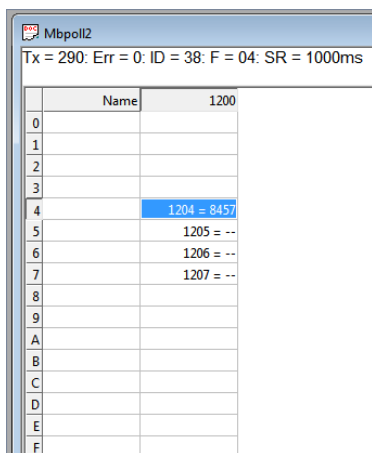 DOC
Mbpoll2
Tx = 290: Err = 0: ID = 38: F = 04: SR = 1000ms
Name 1200
0
1
2
3
4 1204 = 8457
5 1205 = --
6 1206 = --
7 1207 = --
8
9
A
B
C
D
E
F